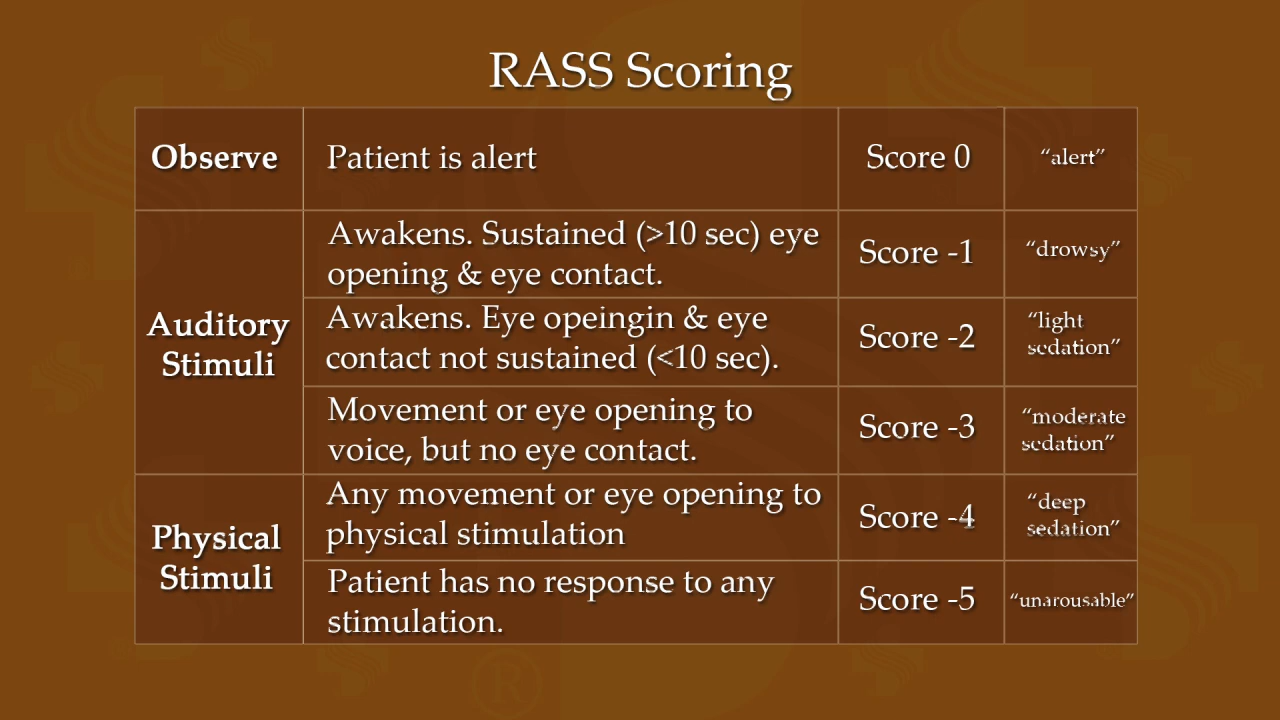 RASS Scoring
Observe
Patient is alert
Score 0
“alert”
Auditory
Stimuli
Awakens. Sustained (>10 sec) eye
opening & eye contact.
Score -1
“drowsy”
Awakens. Eye opeingin & eye
contact not sustained (<10 sec).
Score -2
“light
sedation”
Movement or eye opening to
voice, but no eye contact.
Score -3
“moderate
sedation”
Physical
Stimuli
Any movement or eye opening to
physical stimulation
Score -4
“deep
sedation”
Patient has no response to any
stimulation.
Score -5
“unarousable”
®